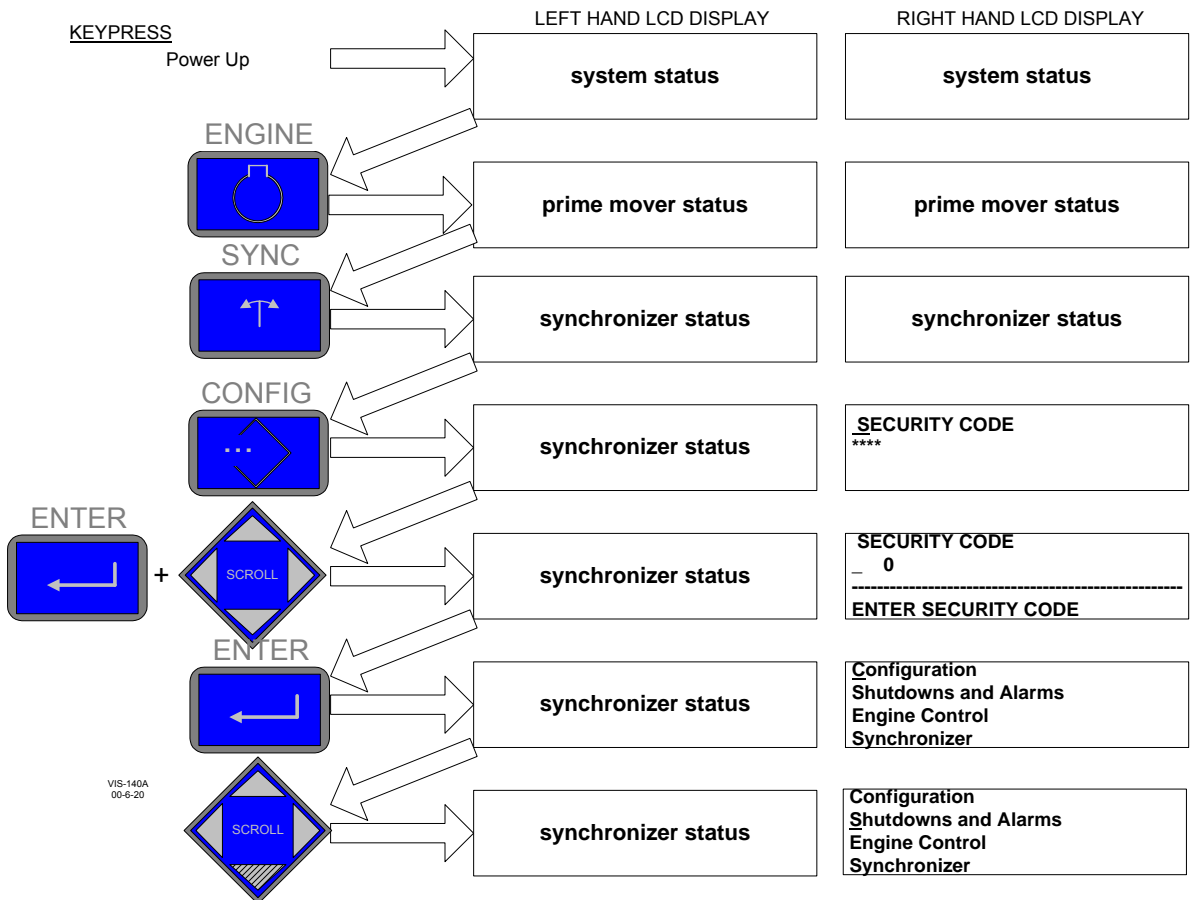 LEFT HAND LCD DISPLAY
RIGHT HAND LCD DISPLAY
KEYPRESS
Power Up
system status
system status
ENGINE
prime mover status
prime mover status
SYNC
synchronizer status
synchronizer status
CONFIG
...
synchronizer status
SECURITY CODE
****
ENTER
+
SCROLL
synchronizer status
SECURITY CODE
_ 0
----------------------------------------------------
ENTER SECURITY CODE
ENTER
synchronizer status
Configuration
Shutdowns and Alarms
Engine Control
Synchronizer
VIS-140A
00-6-20
SCROLL
synchronizer status
Configuration
Shutdowns and Alarms
Engine Control
Synchronizer